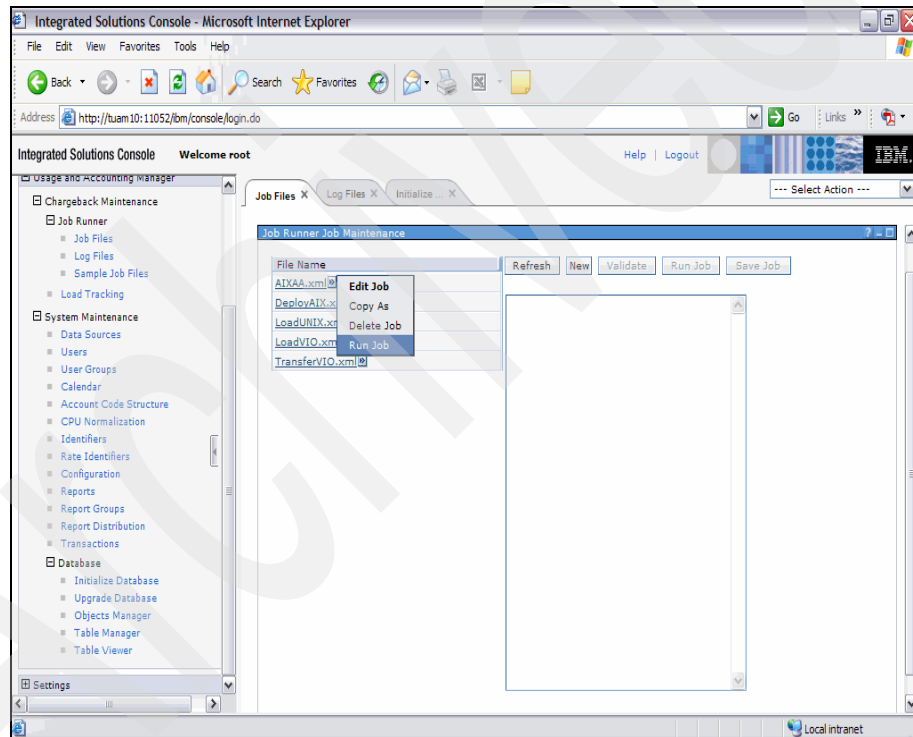 Integrated Solutions Console - Microsoft Internet Explorer
File Edit View Favorites Tools Help
Back Search Favorites
Address http://tuam10:11052/ibm/console/login.do Go Links
Integrated Solutions Console Welcome root Help | Logout IBM.
Usage and Accounting Manager
Chargeback Maintenance
Job Runner
Job Files
Log Files
Sample Job Files
Load Tracking
System Maintenance
Data Sources
Users
User Groups
Calendar
Account Code Structure
CPU Normalization
Identifiers
Rate Identifiers
Configuration
Reports
Report Groups
Report Distribution
Transactions
Database
Initialize Database
Upgrade Database
Objects Manager
Table Manager
Table Viewer
Settings
Job Files X Log Files X Initialize ... X --- Select Action ---
Job Runner Job Maintenance
File Name
Refresh New Validate Run Job Save Job
AIXAA.xml
DeployAIX.x
LoadUNIX.xm
LoadVIO.xm
TransferVIO.xml
Edit Job
Copy As
Delete Job
Run Job
Local intranet